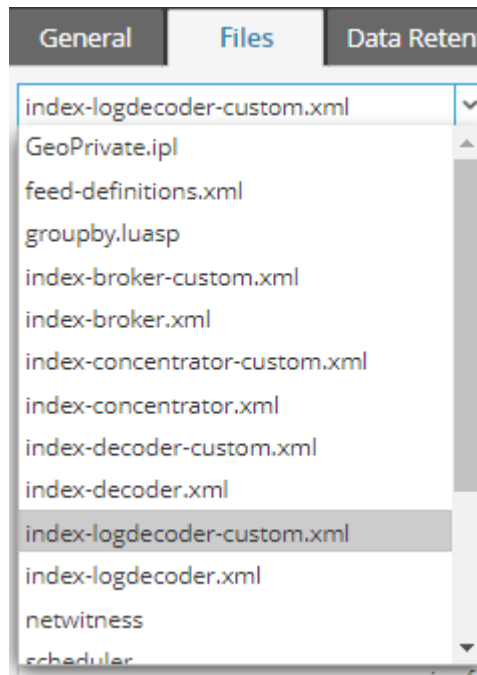 General Files Data Reten
index-logdecoder-custom.xml
GeoPrivate.ipl
feed-definitions.xml
groupby.luasp
index-broker-custom.xml
index-broker.xml
index-concentrator-custom.xml
index-concentrator.xml
index-decoder-custom.xml
index-decoder.xml
index-logdecoder-custom.xml
index-logdecoder.xml
netwitness
scheduler